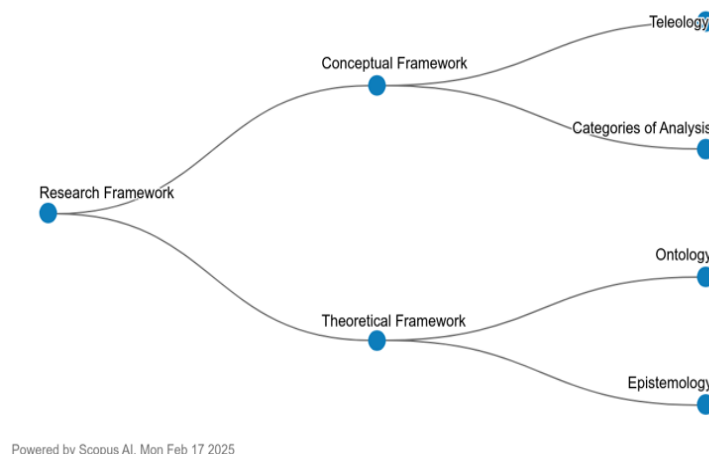 Teleology
Conceptual Framework
Categories of Analysis
Research Framework
Ontology
Theoretical Framework
Epistemology
Powered by Scopus AI, Mon Feb 17 2025